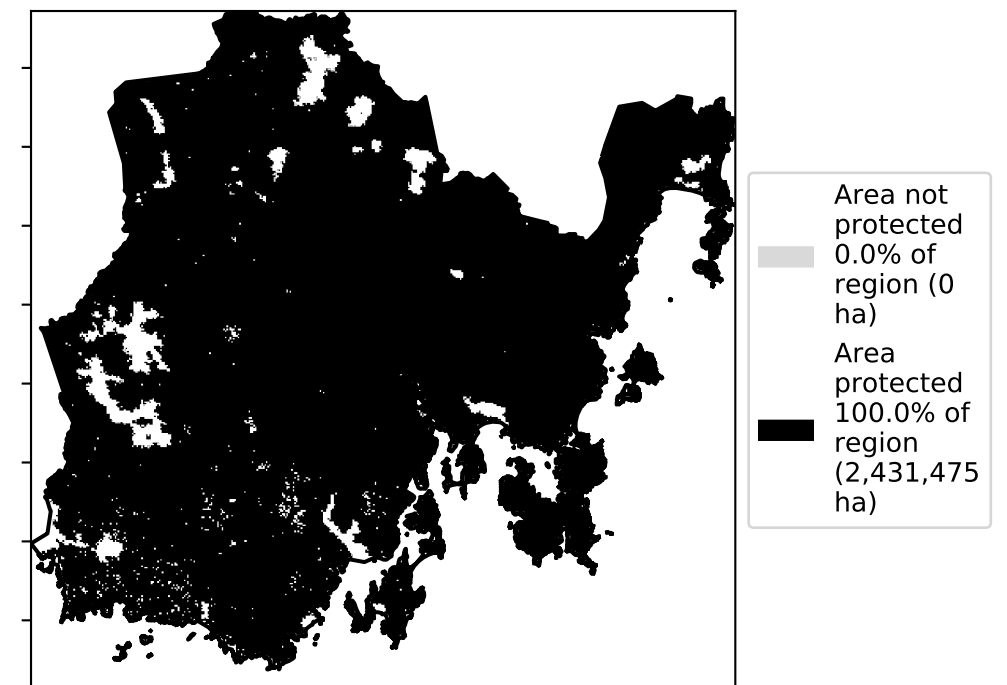 Area not
protected
0.0% of
region (0
ha)
Area
protected
100.0% of
region
(2,431,475
ha)